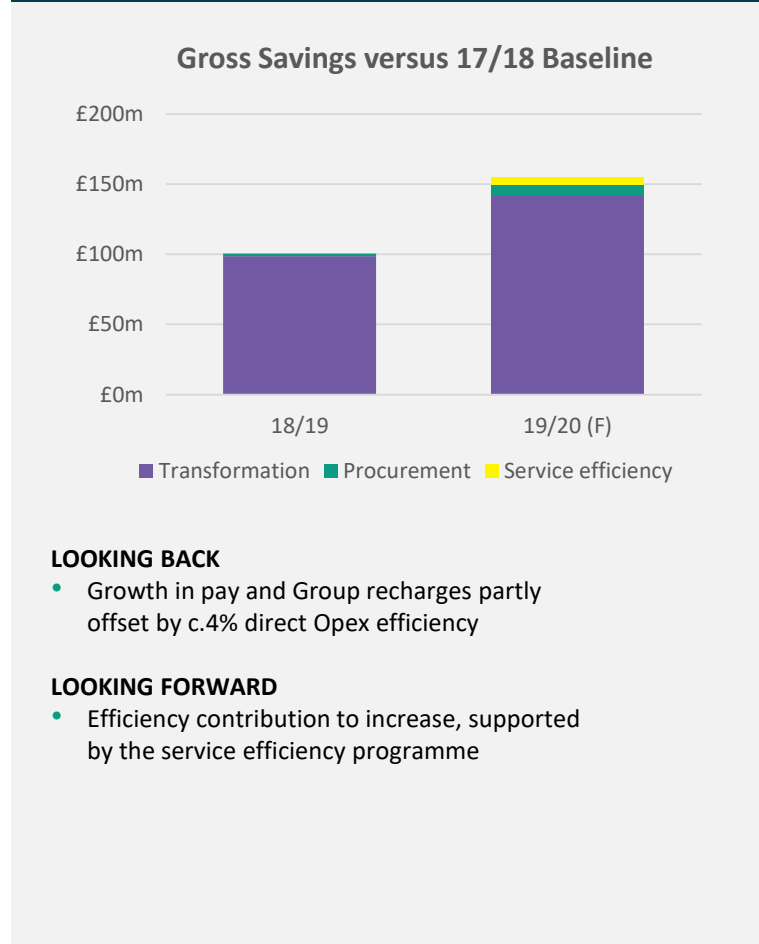 Gross Savings versus 17/18 Baseline
£200m
£150m
£100m
£50m
£0m
18/19
19/20 (F)
Transformation
Procurement
Service efficiency
LOOKING BACK
• Growth in pay and Group recharges partly
offset by c.4% direct Opex efficiency
LOOKING FORWARD
• Efficiency contribution to increase, supported
by the service efficiency programme